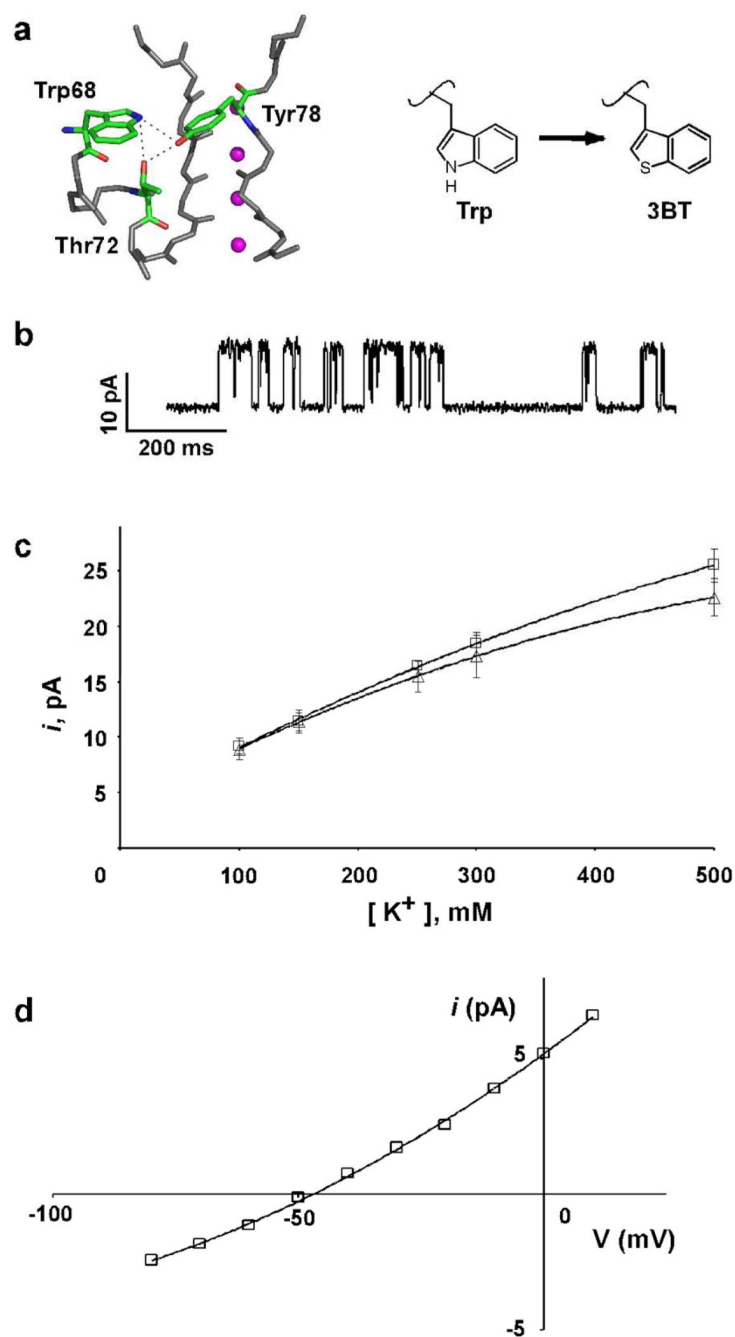 a
Trp68
Tyr78
Thr72
N
H
Trp
S
3BT
b
10 pA
200 ms
c
25
20
15
10
5
i, pA
0 100 200 300 400 500
[ K+ ], mM
d
i (pA)
5
-100 -50 0
V (mV)
-5